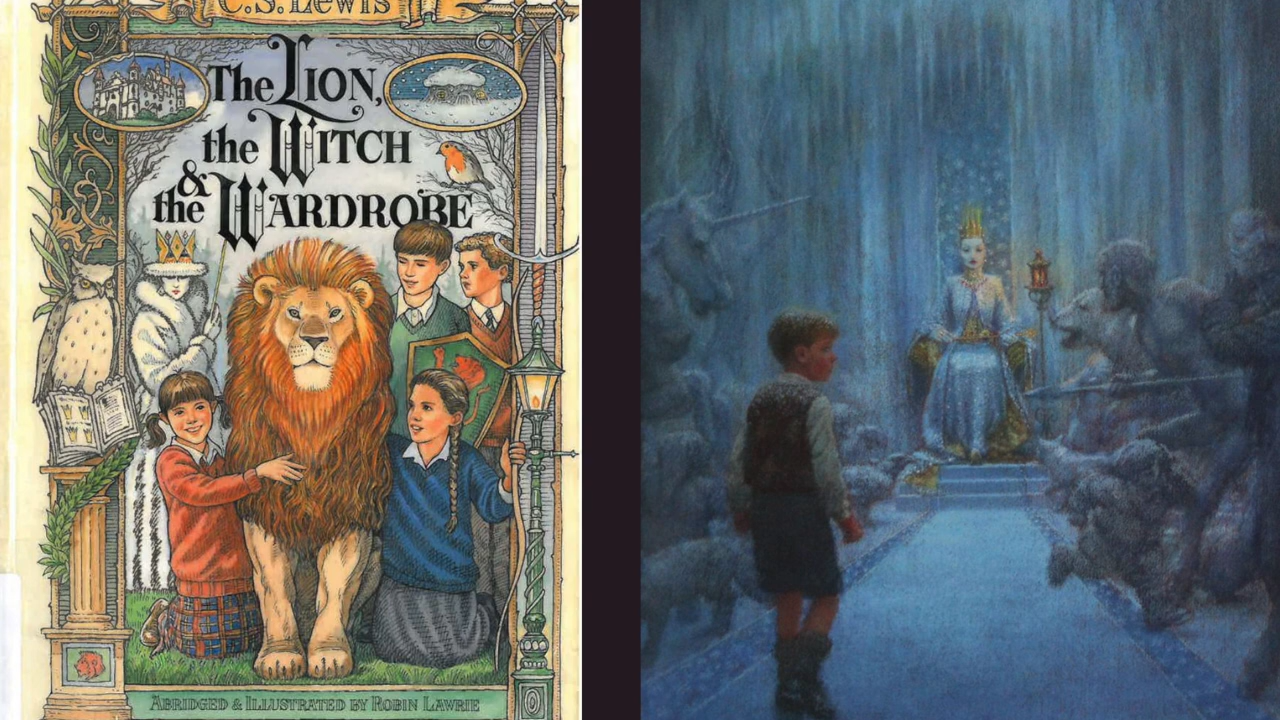 C.S. Lewis
The Lion,
the Witch
&
the Wardrobe
Abridged & Illustrated by Robin Lawrie